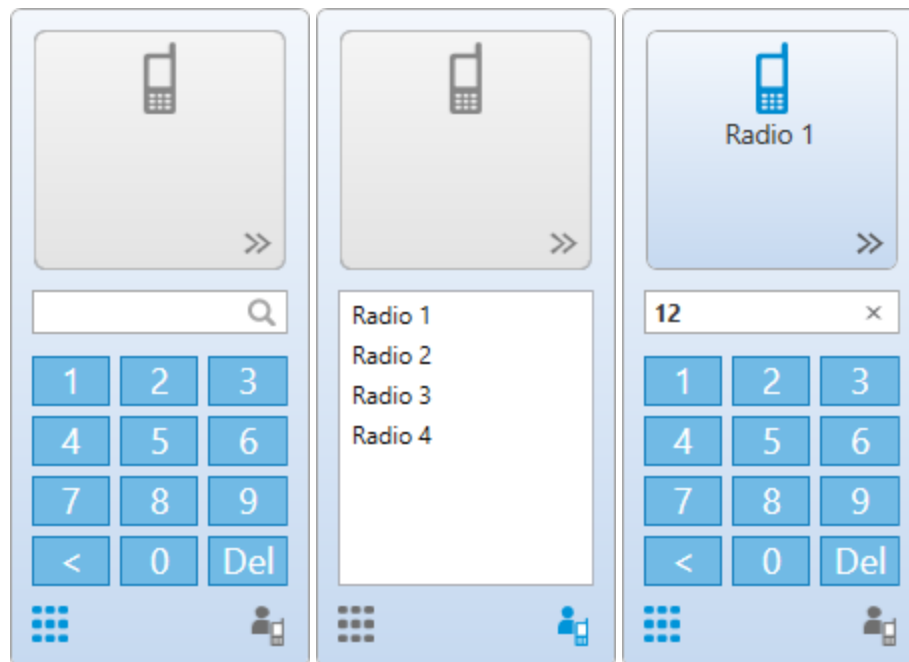 1 2 3
4 5 6
7 8 9
< 0 Del
Radio 1
Radio 2
Radio 3
Radio 4
Radio 1
12
1 2 3
4 5 6
7 8 9
< 0 Del